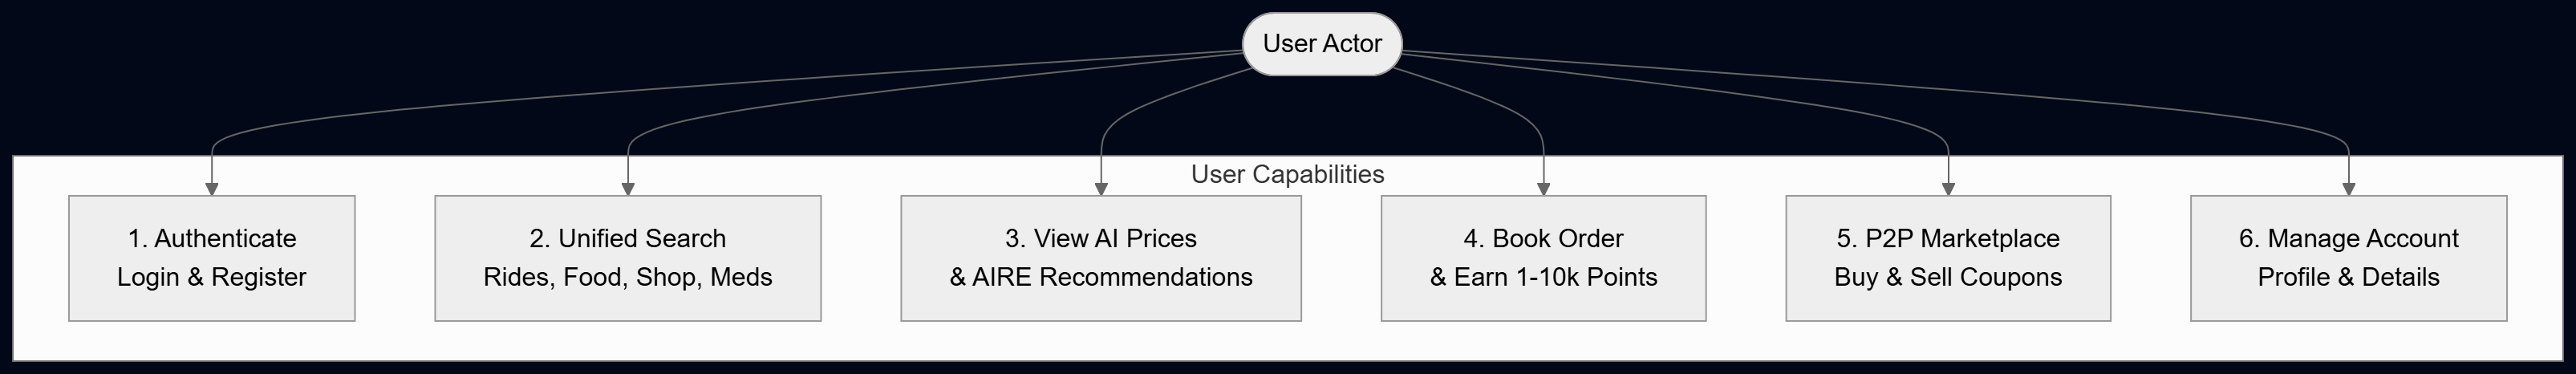 User Actor
User Capabilities
1. Authenticate
Login & Register
2. Unified Search
Rides, Food, Shop, Meds
3. View AI Prices
& AIRE Recommendations
4. Book Order
& Earn 1-10k Points
5. P2P Marketplace
Buy & Sell Coupons
6. Manage Account
Profile & Details